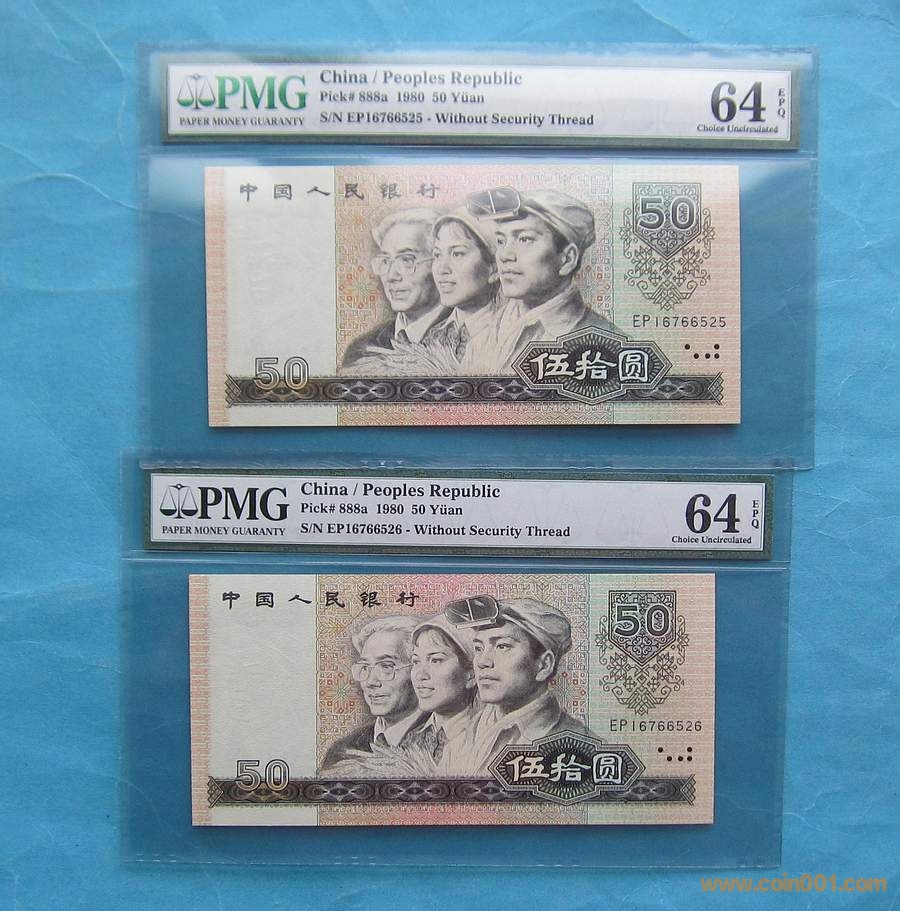 PMG
PAPER MONEY GUARANTY
China / Peoples Republic
Pick# 888a 1980 50 Yüan
S/N EP16766525 - Without Security Thread
64
EPQ
Choice Uncirculated
中国人民银行
50
EP16766525
50
伍拾圆
PMG
PAPER MONEY GUARANTY
China / Peoples Republic
Pick# 888a 1980 50 Yüan
S/N EP16766526 - Without Security Thread
64
EPQ
Choice Uncirculated
中国人民银行
50
EP16766526
50
伍拾圆
www.coin001.com